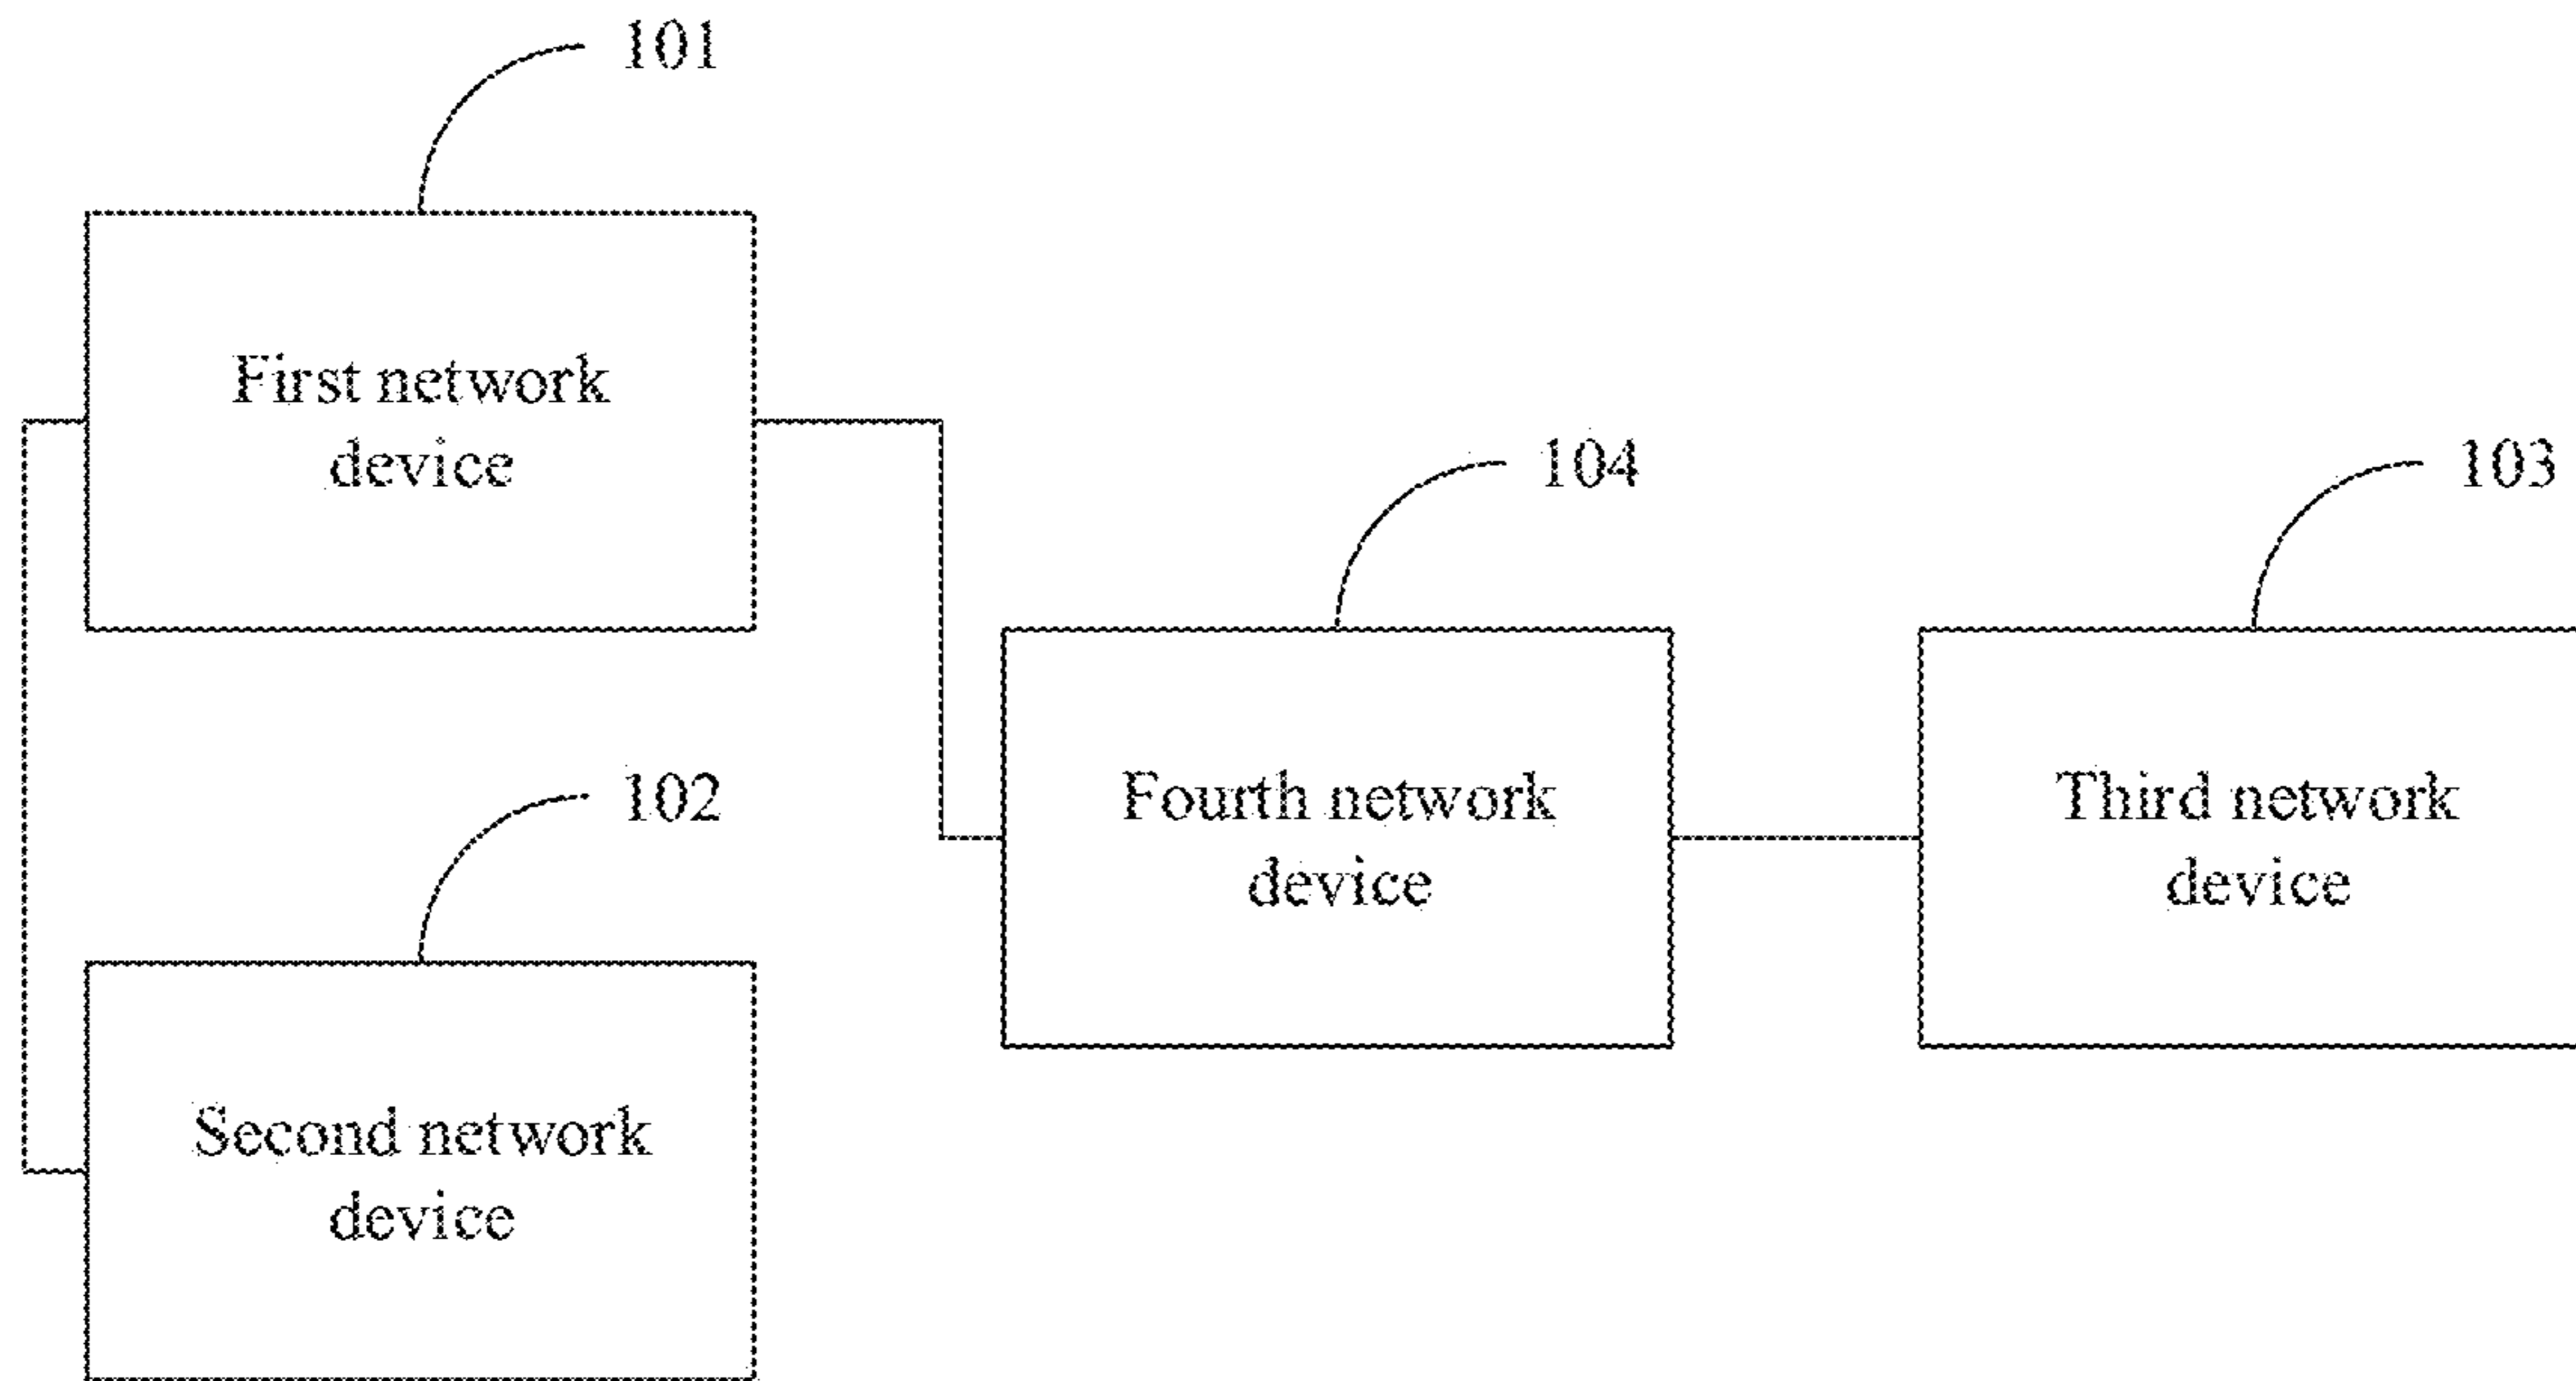 101
First network
device
104
103
102
Fourth network
device
Third network
device
Second network
device